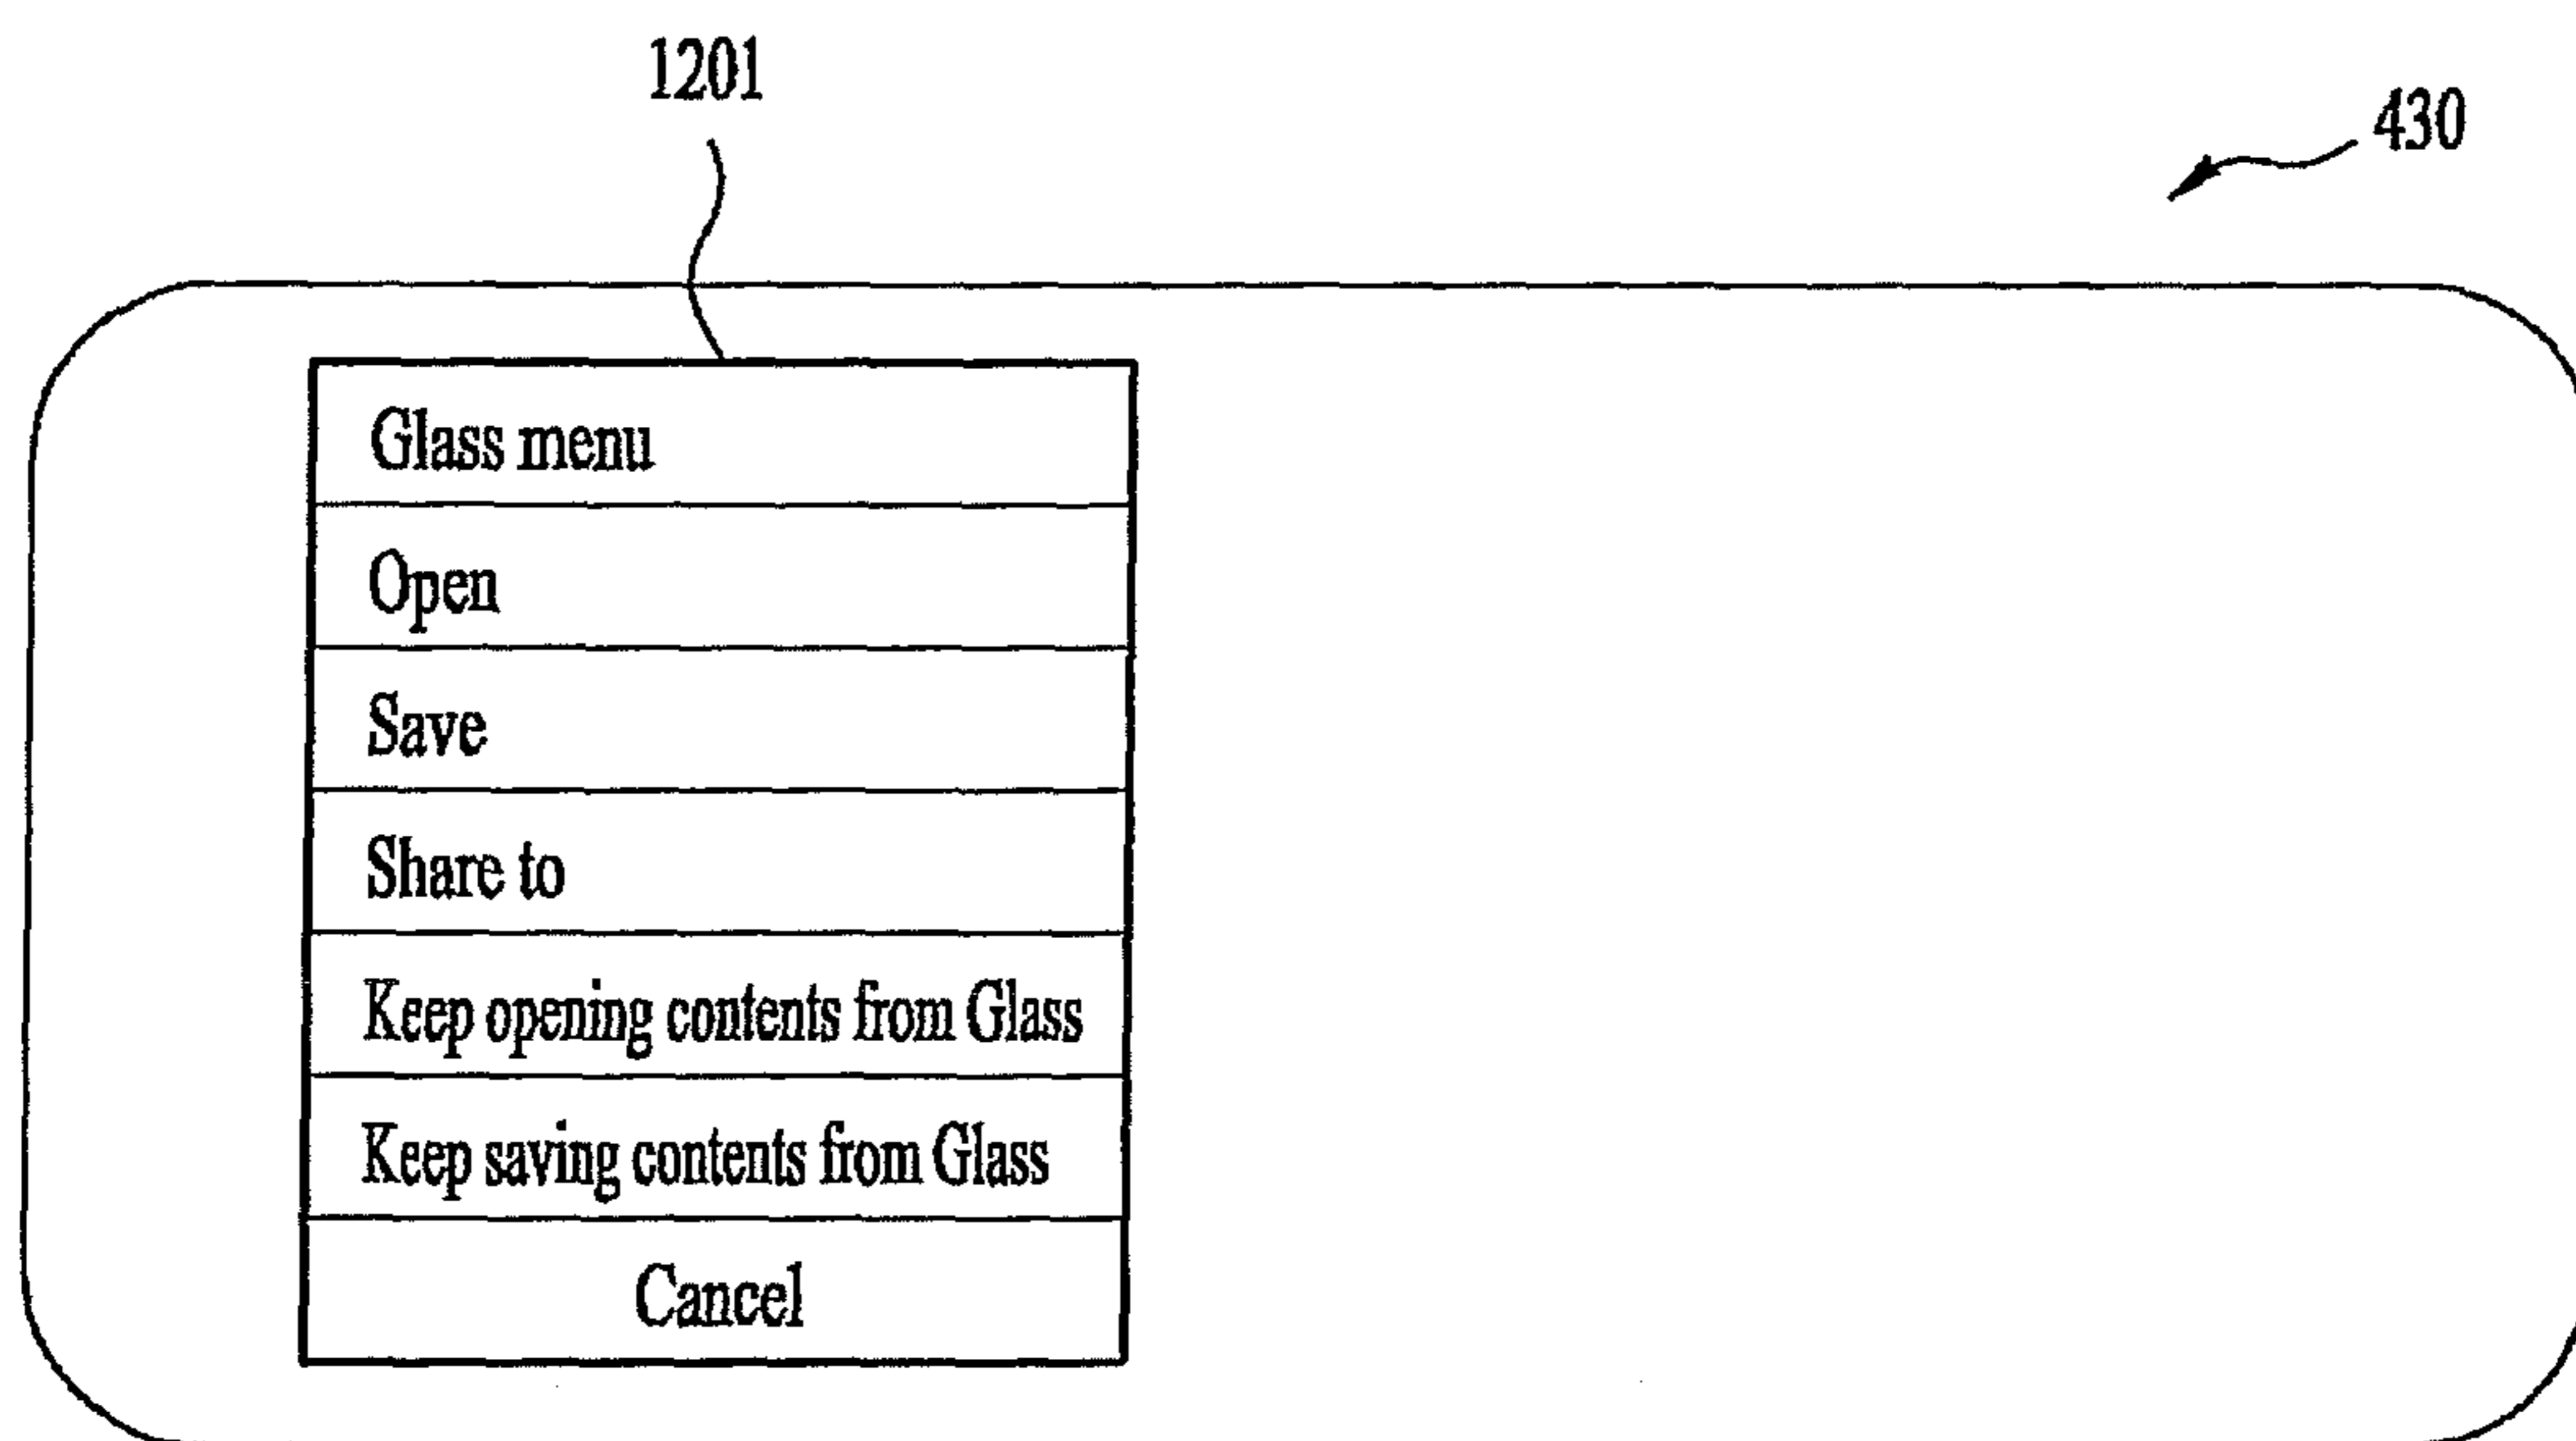 1201
430
Glass menu
Open
Save
Share to
Keep opening contents from Glass
Keep saving contents from Glass
Cancel